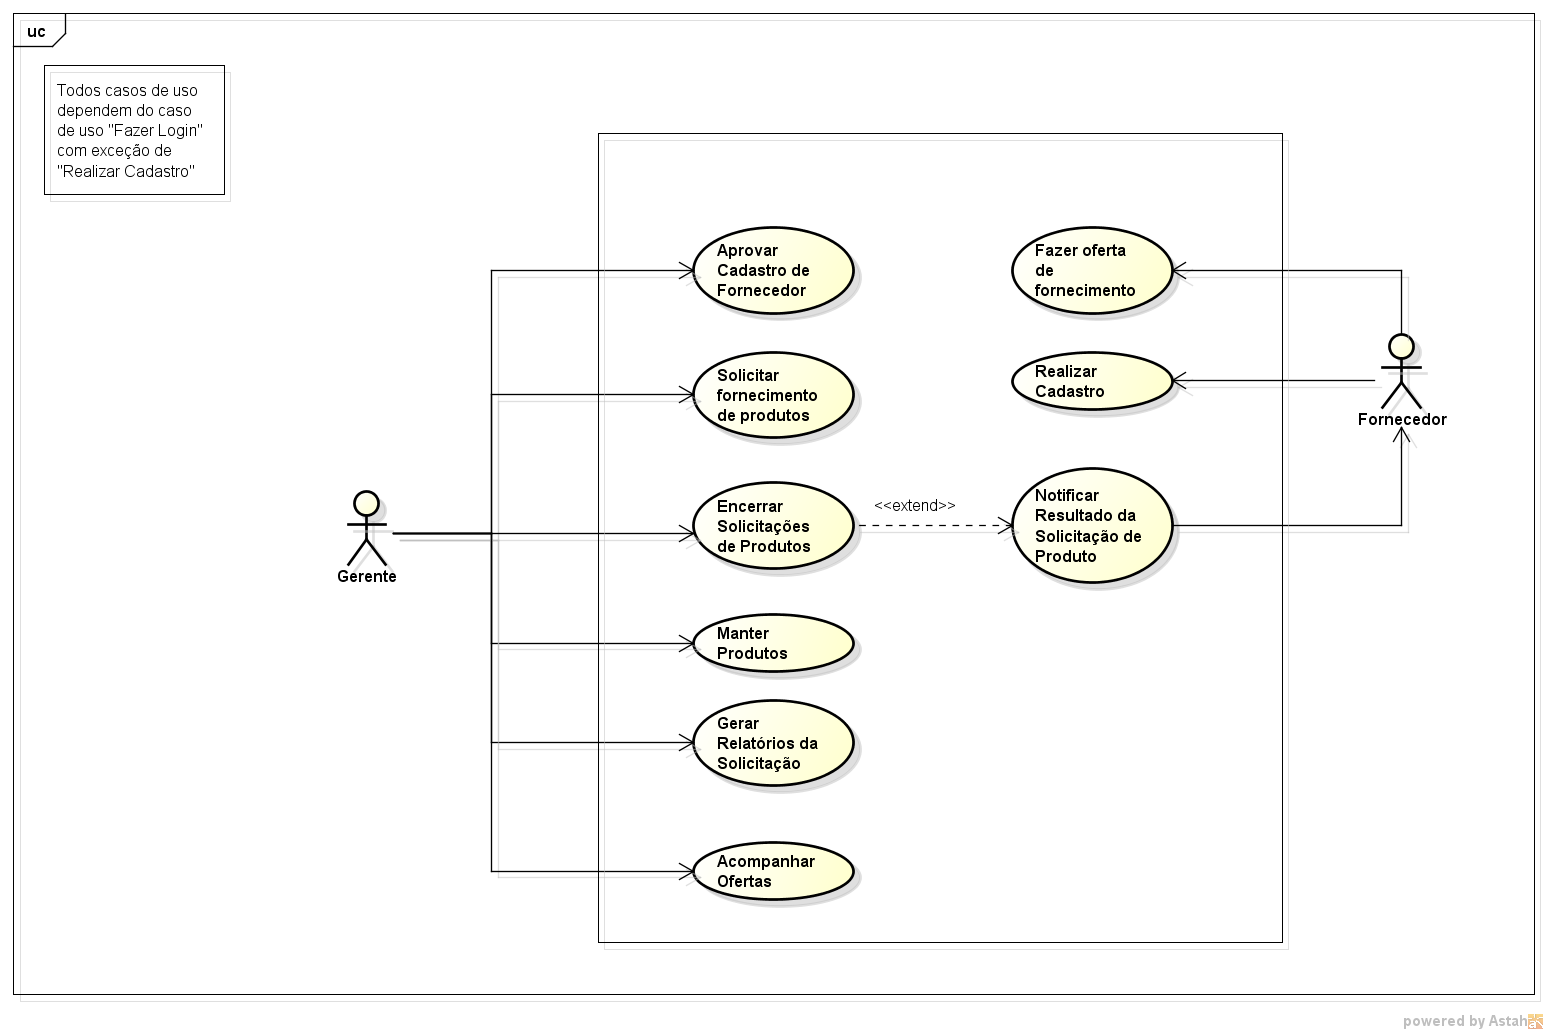 uc
Todos casos de uso
dependem do caso
de uso "Fazer Login"
com exceção de
"Realizar Cadastro"
Aprovar
Cadastro de
Fornecedor
Fazer oferta
de
fornecimento
Solicitar
fornecimento
de produtos
Realizar
Cadastro
Fornecedor
Encerrar
Solicitações
de Produtos
<<extend>>
Notificar
Resultado da
Solicitação de
Produto
Gerente
Manter
Produtos
Gerar
Relatórios da
Solicitação
Acompanhar
Ofertas
powered by Astah